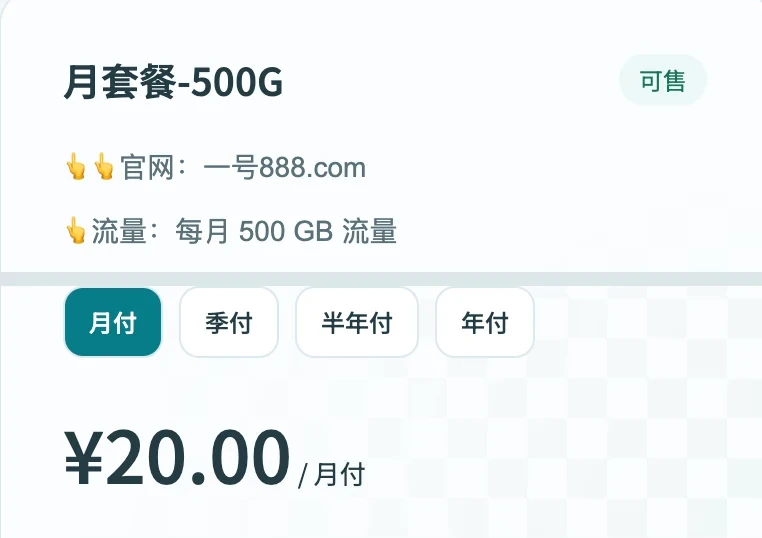 月套餐-500G
可售
👆👆官网：一号888.com
👆流量：每月 500 GB 流量
月付 季付 半年付 年付
¥20.00 / 月付